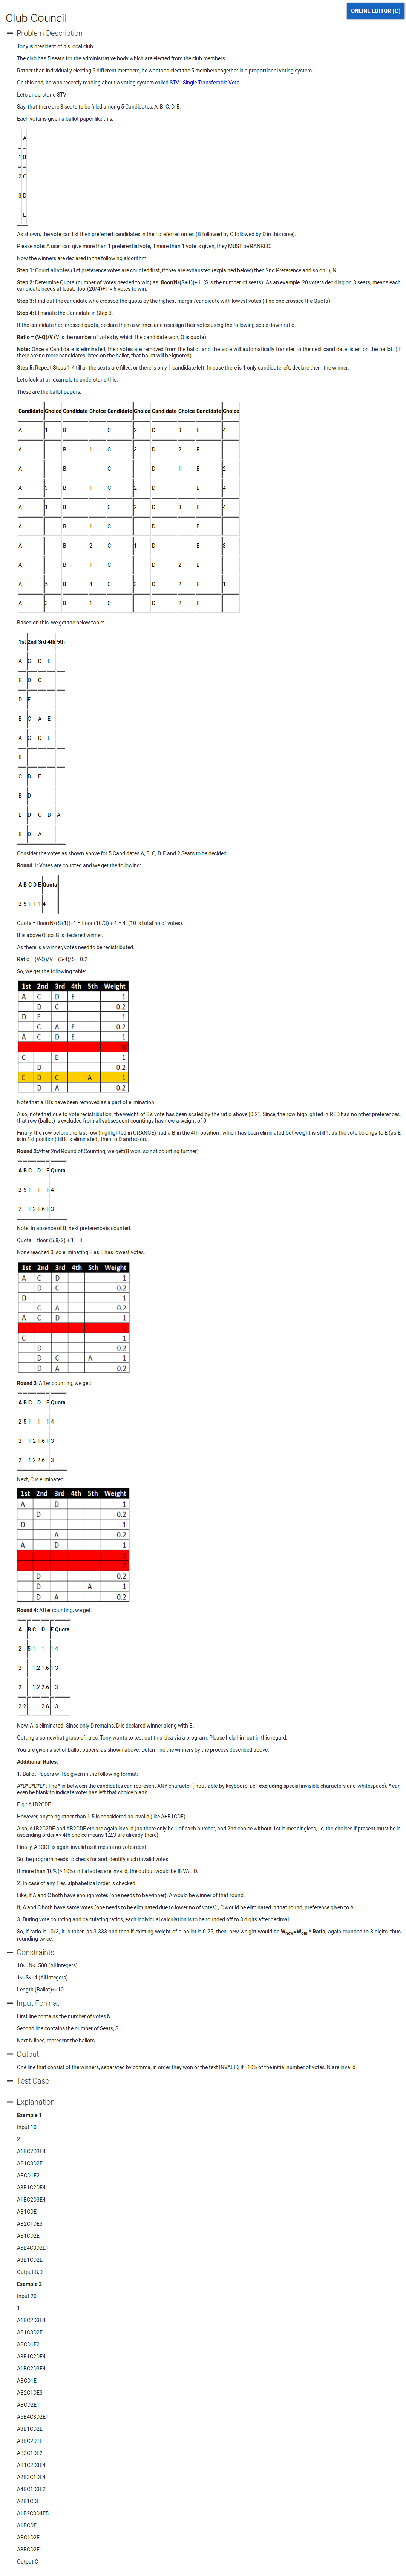 ONLINE EDITOR (C)
Club Council
Problem Description
Tony is president of his local club.
The club has 5 seats for the administrative body which are elected from the club members.
Rather than individually electing 5 different members, he wants to elect the 5 members together in a proportional voting system.
On this end, he was recently reading about a voting system called STV - Single Transferable Vote.
Let's understand STV:
Say, that there are 3 seats to be filled among 5 Candidates, A, B, C, D, E.
Each voter is given a ballot paper like this:
A
1 B
2 C
3 D
E
As shown, the vote can list their preferred candidates in their preferred order. (B followed by C followed by D in this case).
Please note: A user can give more than 1 preferential vote, if more than 1 vote is given, they MUST be RANKED.
Now the winners are declared in the following algorithm:
Step 1: Count all votes (1st preference votes are counted first, if they are exhausted (explained below) then 2nd Preference and so on..), N.
Step 2: Determine Quota (number of votes needed to win) as: floor(N/(S+1))+1. (S is the number of seats). As an example, 20 voters deciding on 3 seats, means each
candidate needs at least: floor(20/4)+1 = 6 votes to win.
Step 3: Find out the candidate who crossed the quota by the highest margin/candidate with lowest votes (if no one crossed the Quota).
Step 4: Eliminate the Candidate in Step 3.
If the candidate had crossed quota, declare them a winner, and reassign their votes using the following scale down ratio.
Ratio = (V-Q)/V (V is the number of votes by which the candidate won, Q is quota).
Note: Once a Candidate is eliminated, their votes are removed from the ballot and the vote will automatically transfer to the next candidate listed on the ballot. (If
there are no more candidates listed on the ballot, that ballot will be ignored)
Step 5: Repeat Steps 1-4 till all the seats are filled, or there is only 1 candidate left. In case there is only 1 candidate left, declare them the winner.
Let's look at an example to understand this:
These are the ballot papers:
Candidate Choice Candidate Choice Candidate Choice Candidate Choice Candidate Choice
A 1 B C 2 D 3 E 4
A B 1 C 3 D 2 E
A B C D 1 E 2
A 3 B 1 C 2 D E 4
A 1 B C 2 D 3 E 4
A B 1 C D E
A B 2 C 1 D E 3
A B 1 C D 2 E
A 5 B 4 C 3 D 2 E 1
A 3 B 1 C D 2 E
Based on this, we get the below table:
1st 2nd 3rd 4th 5th
A C D E
B D C
D E
B C A E
A C D E
B
C B E
B D
E D C B A
B D A
Consider the votes as shown above for 5 Candidates A, B, C, D, E and 2 Seats to be decided.
Round 1: Votes are counted and we get the following:
A B C D E Quota
2 5 1 1 1 4
Quota = floor(N/(S+1))+1 = floor (10/3) + 1 = 4. (10 is total no of votes).
B is above Q, so, B is declared winner.
As there is a winner, votes need to be redistributed.
Ratio = (V-Q)/V = (5-4)/5 = 0.2
So, we get the following table:
1st 2nd 3rd 4th 5th Weight
A C D E 1
D C 0.2
D E 1
C A E 0.2
A C D E 1
0
C E 1
D 0.2
E D C A 1
D A 0.2
Note that all B's have been removed as a part of elimination.
Also, note that due to vote redistribution, the weight of B's vote has been scaled by the ratio above (0.2). Since, the row highlighted in RED has no other preferences,
that row (ballot) is excluded from all subsequent countings has now a weight of 0.
Finally, the row before the last row (highlighted in ORANGE) had a B in the 4th position , which has been eliminated but weight is still 1, as the vote belongs to E (as E
is in 1st position) till E is eliminated , then to D and so on..
Round 2:After 2nd Round of Counting, we get:(B won, so not counting further)
A B C D E Quota
2 5 1 1 1 4
2 1.2 1.6 1 3
Note: In absence of B, next preference is counted.
Quota = floor (5.8/2) + 1 = 3.
None reached 3, so eliminating E as E has lowest votes.
1st 2nd 3rd 4th 5th Weight
A C D 1
D C 0.2
D 1
C A 0.2
A C D 1
0
C 1
D 0.2
D C A 1
D A 0.2
Round 3: After counting, we get:
A B C D E Quota
2 5 1 1 1 4
2 1.2 1.6 1 3
2 1.2 2.6 3
Next, C is eliminated.
1st 2nd 3rd 4th 5th Weight
A D 1
D 0.2
D 1
A 0.2
A D 1
0
0
D 0.2
D A 1
D A 0.2
Round 4: After counting, we get:
A B C D E Quota
2 5 1 1 1 4
2 1.2 1.6 1 3
2 1.2 2.6 3
2.2 2.6 3
Now, A is eliminated. Since only D remains, D is declared winner along with B.
Getting a somewhat grasp of rules, Tony wants to test out this idea via a program. Please help him out in this regard.
You are given a set of ballot papers, as shown above. Determine the winners by the process described above.
Additional Rules:
1. Ballot Papers will be given in the following format:
A*B*C*D*E* : The * in between the candidates can represent ANY character (input-able by keyboard, i.e., excluding special invisible characters and whitespace). * can
even be blank to indicate voter has left that choice blank.
E.g.: A1B2CDE.
However, anything other than 1-5 is considered as invalid (like A+B1CDE).
Also, A1B2C2DE and AB2C2DE etc are again invalid (as there only be 1 of each number, and 2nd choice without 1st is meaningless, i.e, the choices if present must be in
ascending order => 4th choice means 1,2,3 are already there).
Finally, ABCDE is again invalid as it means no votes cast.
So the program needs to check for and identify such invalid votes.
If more than 10% (> 10%) initial votes are invalid, the output would be INVALID.
2. In case of any Ties, alphabetical order is checked.
Like, if A and C both have enough votes (one needs to be winner), A would be winner of that round.
If, A and C both have same votes (one needs to be eliminated due to lower no of votes) , C would be eliminated in that round, preference given to A.
3. During vote counting and calculating ratios, each individual calculation is to be rounded off to 3 digits after decimal.
So, if ratio is 10/3, It is taken as 3.333 and then if existing weight of a ballot is 0.25, then, new weight would be Wnew=Wold * Ratio, again rounded to 3 digits, thus
rounding twice.
Constraints
10<=N<=500 (All integers)
1<=S<=4 (All integers)
Length (Ballot)<=10.
Input Format
First line contains the number of votes N.
Second line contains the number of Seats, S.
Next N lines, represent the ballots.
Output
One line that consist of the winners, separated by comma, in order they won or the text INVALID, if >10% of the initial number of votes, N are invalid.
Test Case
Explanation
Example 1
Input 10
2
A1BC2D3E4
AB1C3D2E
ABCD1E2
A3B1C2DE4
A1BC2D3E4
AB1CDE
AB2C1DE3
AB1CD2E
A5B4C3D2E1
A3B1CD2E
Output B,D
Example 2
Input 20
1
A1BC2D3E4
AB1C3D2E
ABCD1E2
A3B1C2DE4
A1BC2D3E4
ABCD1E
AB2C1DE3
ABCD2E1
A5B4C3D2E1
A3B1CD2E
A3BC2D1E
AB3C1DE2
AB1C2D3E4
A2B3C1DE4
A4BC1D3E2
A2B1CDE
A1B2C3D4E5
A1BCDE
ABC1D2E
A3BCD2E1
Output C